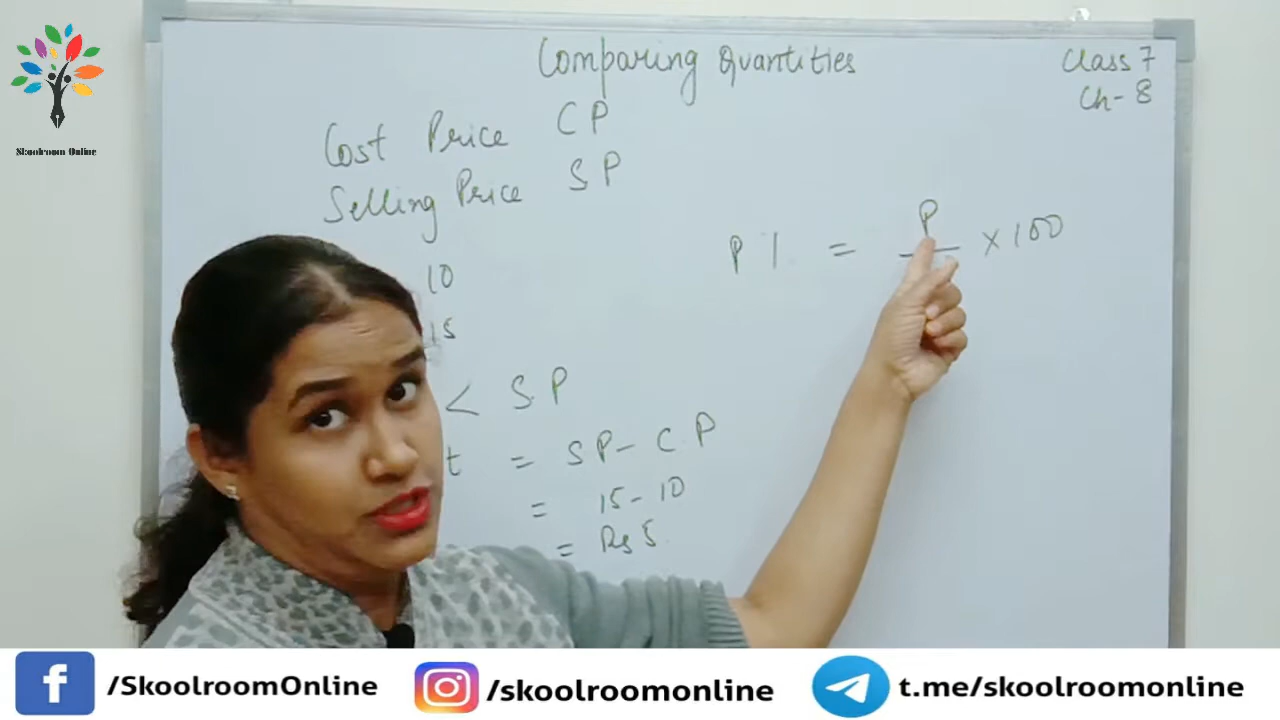 Comparing Quantities
Class 7
Ch- 8
Skoolroom Online
Cost Price CP
Selling Price SP
10
15
< SP
t = SP - C.P
= 15 - 10
= Rs 5
P % = P × 100
/SkoolroomOnline
/skoolroomonline
t.me/skoolroomonline